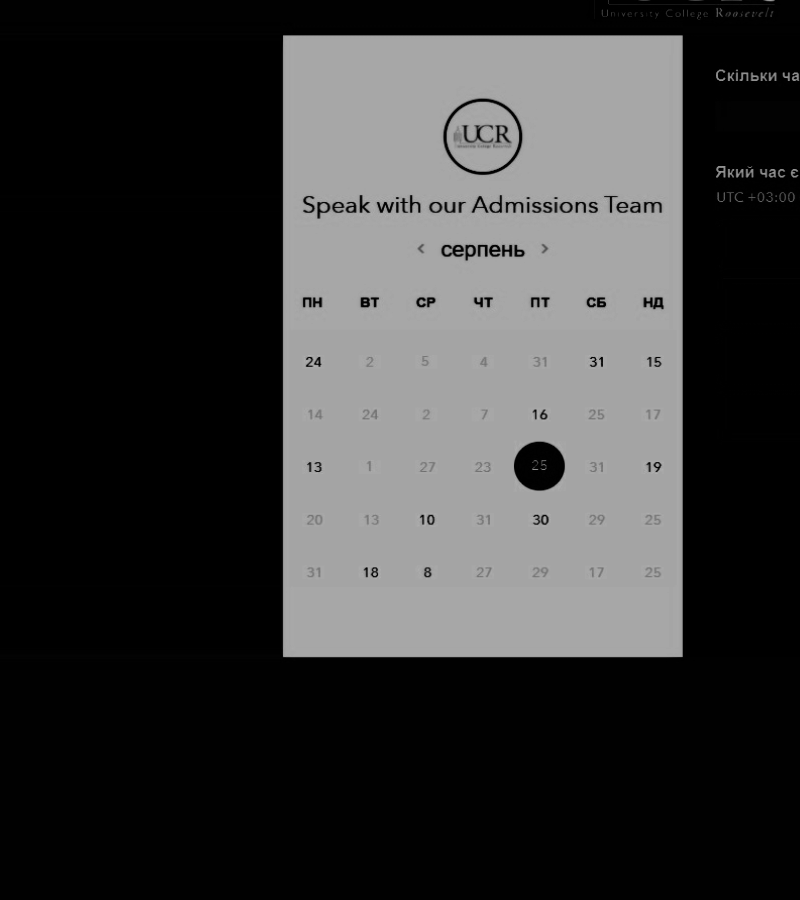 University College Roosevelt
Скільки ча
UCR
Який час є
UTC +03:00
Speak with our Admissions Team
< серпень >
ПН ВТ СР ЧТ ПТ СБ НД
24 2 5 4 31 31 15
14 24 2 7 16 25 17
13 1 27 23 25 31 19
20 13 10 31 30 29 25
31 18 8 27 29 17 25